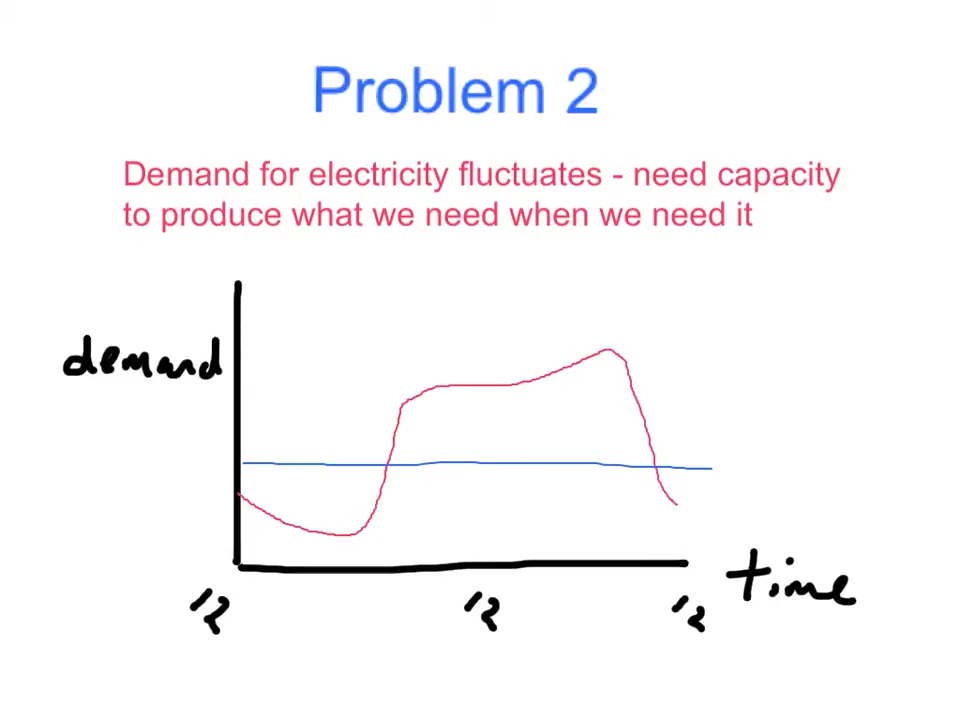 Problem 2
Demand for electricity fluctuates - need capacity
to produce what we need when we need it
demand
time
12 12 12